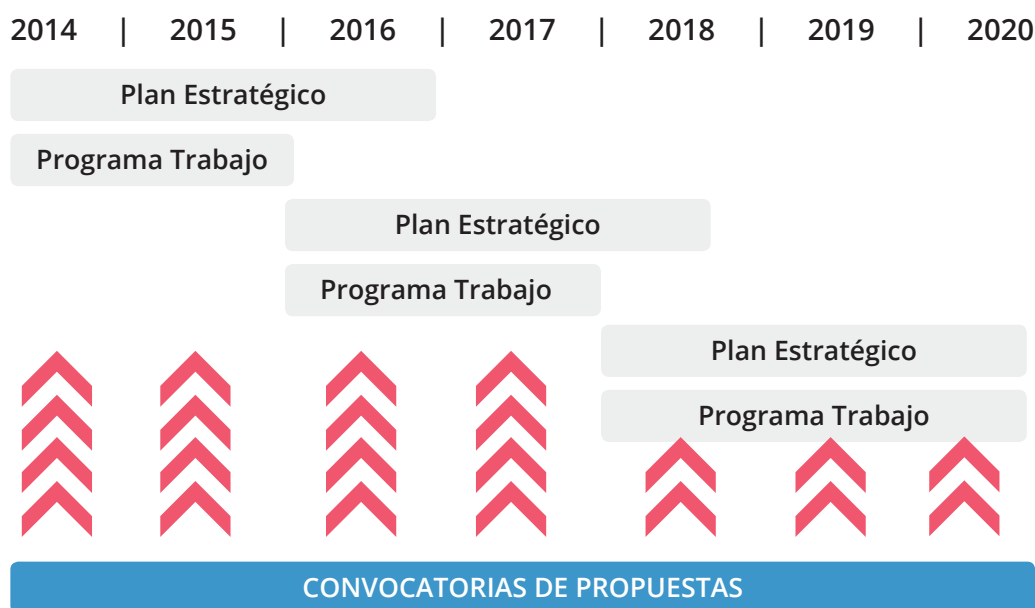 2014 | 2015 | 2016 | 2017 | 2018 | 2019 | 2020
Plan Estratégico
Programa Trabajo
Plan Estratégico
Programa Trabajo
Plan Estratégico
Programa Trabajo
CONVOCATORIAS DE PROPUESTAS